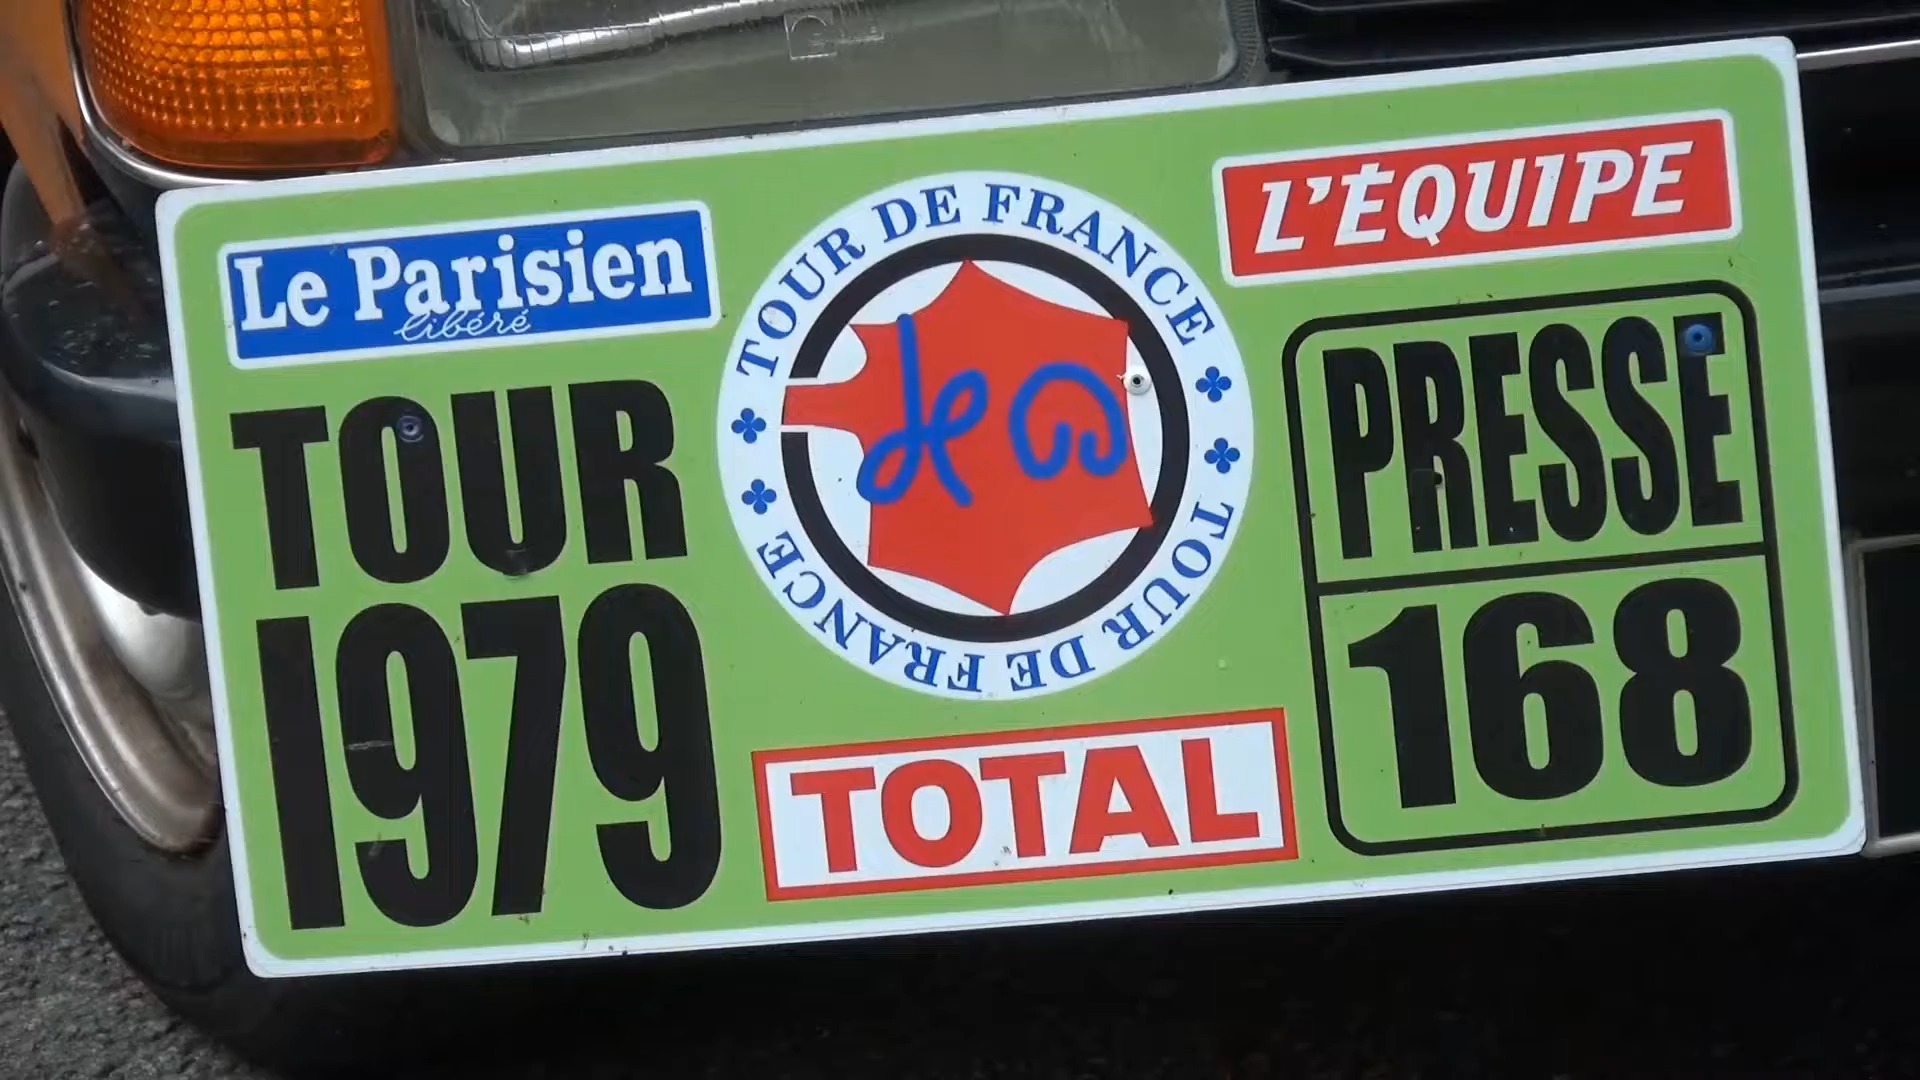 Le Parisien
libéré
TOUR
1979
TOUR DE FRANCE
TOUR DE FRANCE
TOTAL
L'ÉQUIPE
PRESSE
168